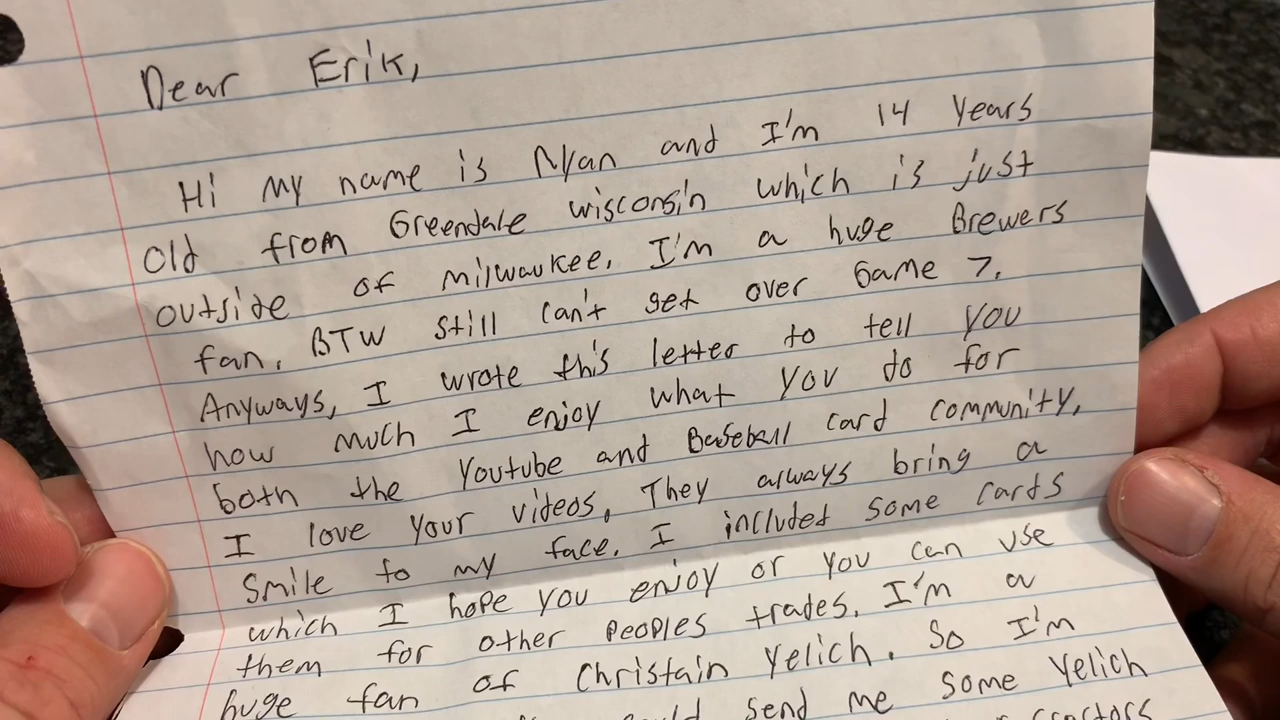 Dear Erik,
Hi My name is Nyan and I'm 14 years
old from Greendale wisconsin which is just
outside of milwaukee. I'm a huge Brewers
fan. BTW still can't get over Game 7.
Anyways, I wrote this letter to tell you
how much I enjoy what you do for
both the Youtube and Baseball card community.
I love your videos. They always bring a
smile to my face. I included some cards
which I hope you enjoy or you can use
them for other peoples trades. I'm a
huge fan of Christain Yelich. So I'm
send me some Yelich